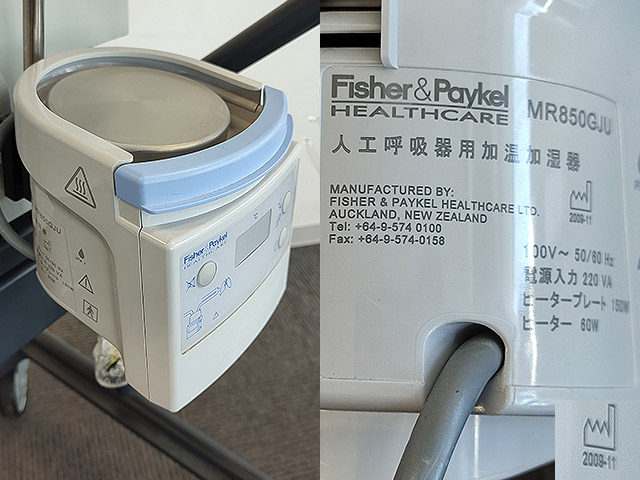 Fisher&Paykel
HEALTHCARE
°C
Fisher&Paykel
HEALTHCARE
MR850GJU
人工呼吸器用加温加湿器
MANUFACTURED BY:
FISHER & PAYKEL HEALTHCARE LTD.
AUCKLAND, NEW ZEALAND
Tel: +64-9-574 0100
Fax: +64-9-574-0158
2009-11
100V～ 50/60 Hz
電源入力 220 VA
ヒータープレート 150W
ヒーター 60W
2009-11